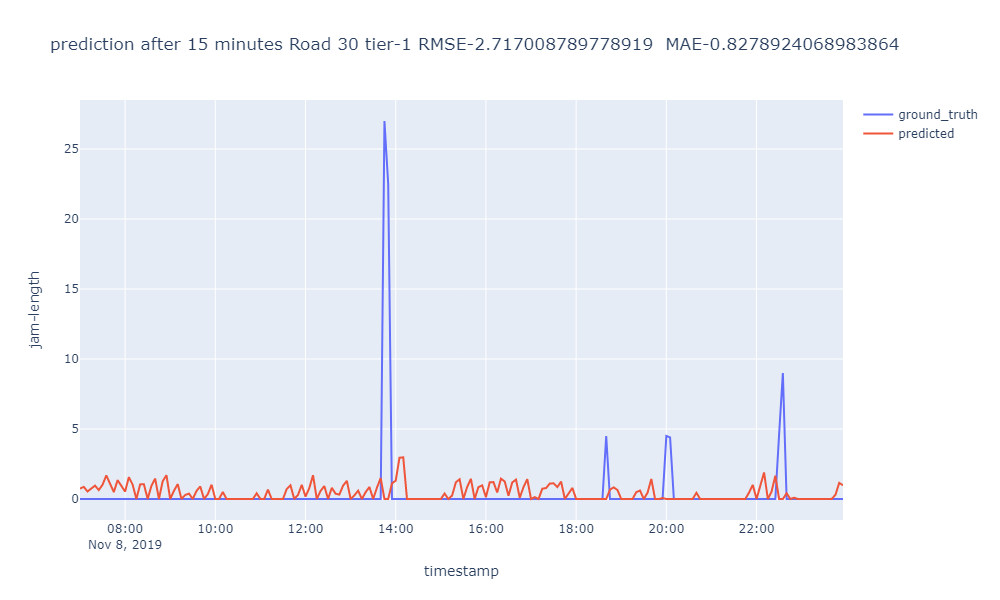 prediction after 15 minutes Road 30 tier-1 RMSE-2.717008789778919  MAE-0.8278924068983864
ground_truth
predicted
jam-length
25
20
15
10
5
0
08:00 10:00 12:00 14:00 16:00 18:00 20:00 22:00
Nov 8, 2019
timestamp